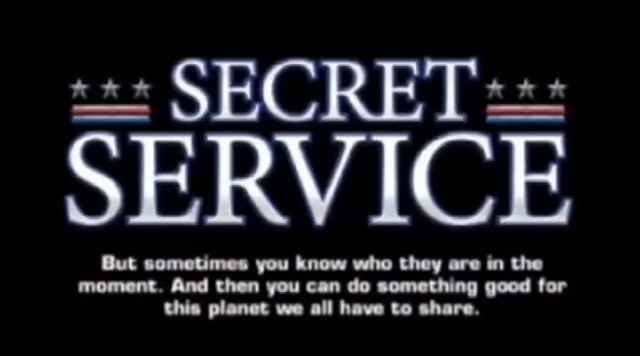 SECRET
SERVICE
But sometimes you know who they are in the
moment. And then you can do something good for
this planet we all have to share.